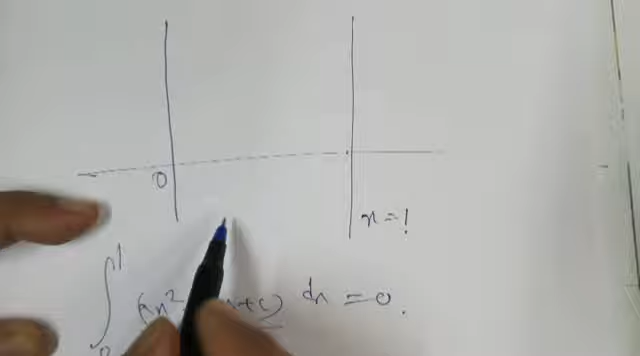 0
x = 1
∫₀¹ (ax² x + c) dx = 0.